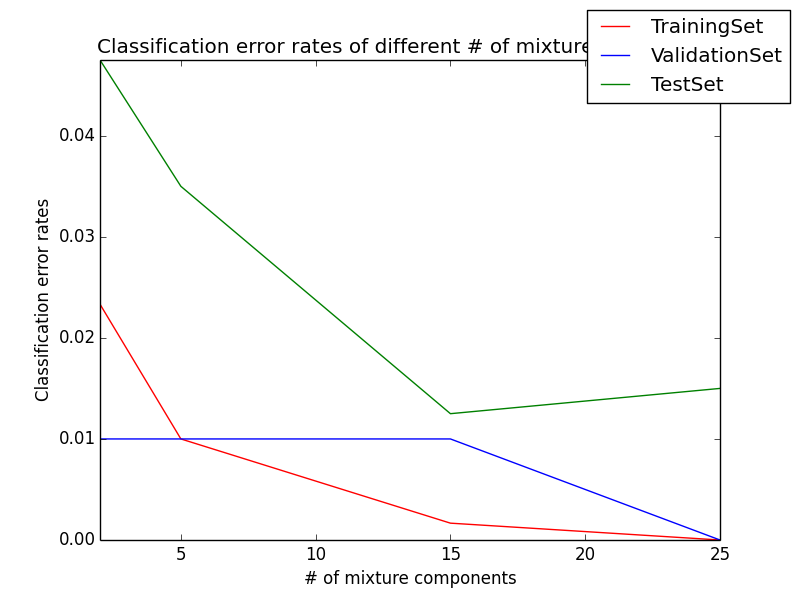 Classification error rates of different # of mixture
TrainingSet
ValidationSet
TestSet
Classification error rates
0.04
0.03
0.02
0.01
0.00
5 10 15 20 25
# of mixture components